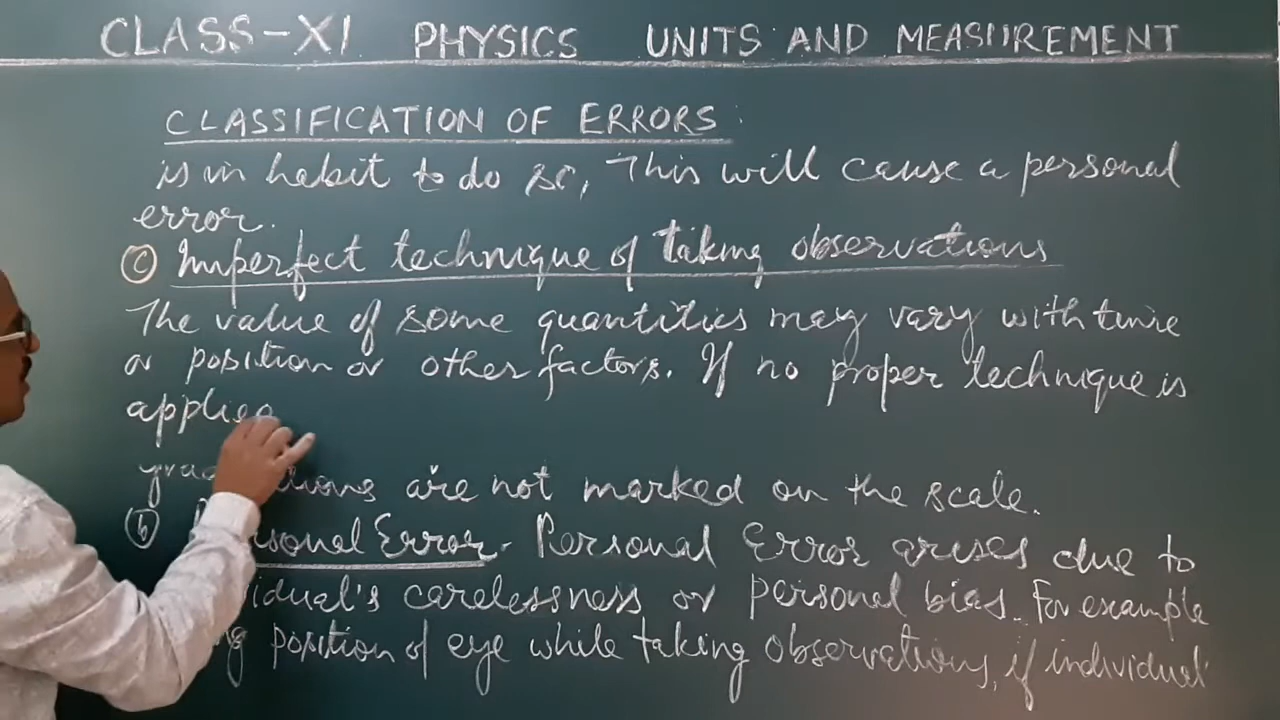 CLASS-XI PHYSICS UNITS AND MEASUREMENT
CLASSIFICATION OF ERRORS :
is in habit to do so, This will cause a personal
error.
(c) Imperfect technique of taking observations
The value of some quantities may vary with time
or position or other factors. If no proper technique is
applie
are not marked on the scale.
(b) Error. Personal Error arises due to
carelessness or personal bias. For example
position of eye while taking observations, if individual